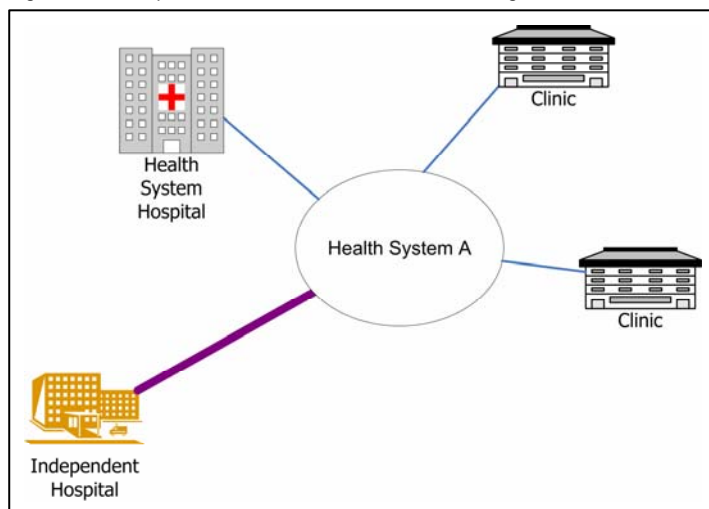 Clinic
Health
System
Hospital
Health System A
Clinic
Independent
Hospital